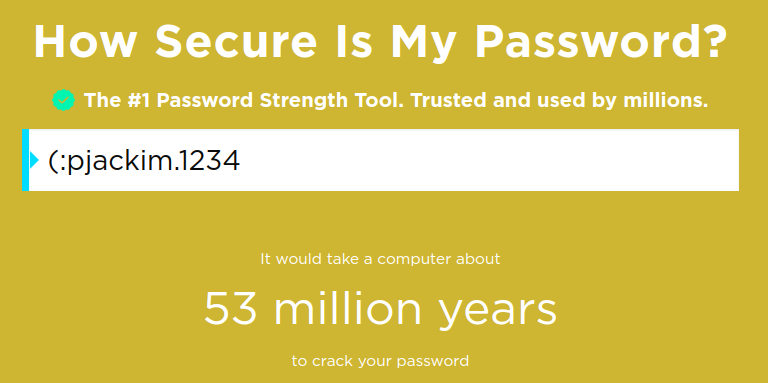 How Secure Is My Password?
The #1 Password Strength Tool. Trusted and used by millions.
(:pjackim.1234
It would take a computer about
53 million years
to crack your password